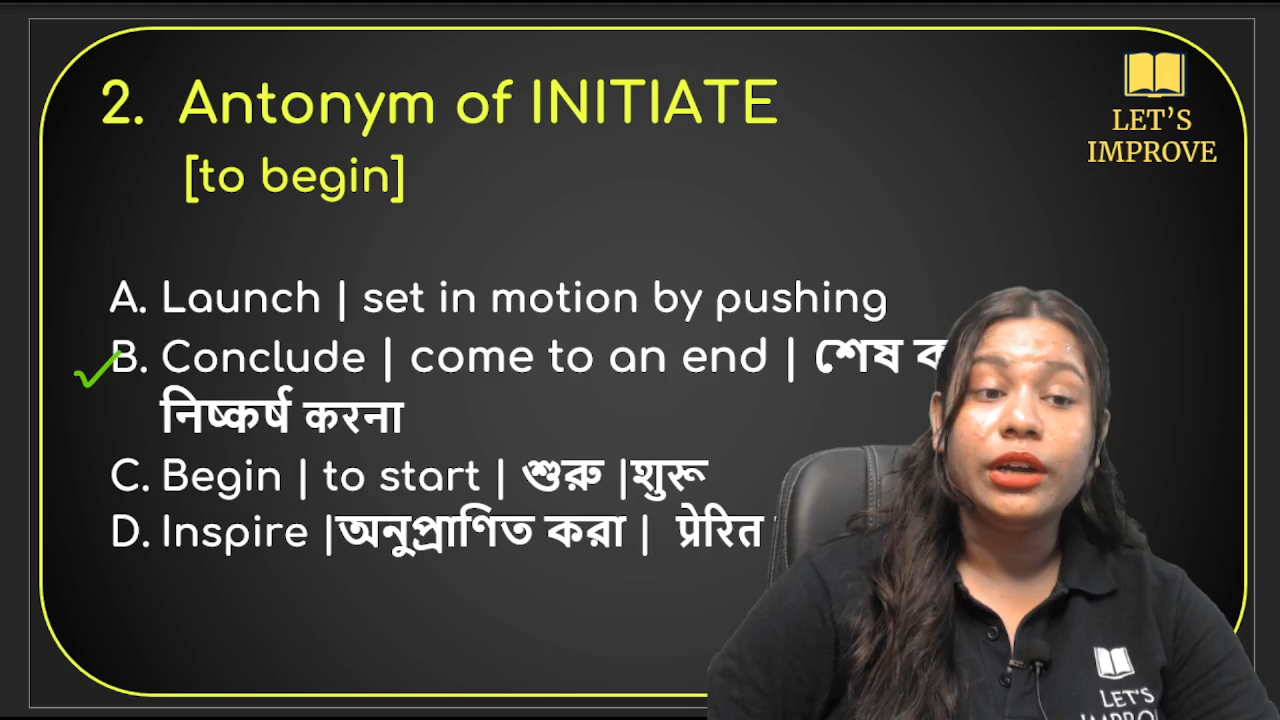 2. Antonym of INITIATE
[to begin]
LET'S
IMPROVE
A. Launch | set in motion by pushing
B. Conclude | come to an end | শেষ
निष्कर्ष करना
C. Begin | to start | শুরু |शुरू
D. Inspire |অনুপ্রাণিত করা | प्रेरित
LET'S